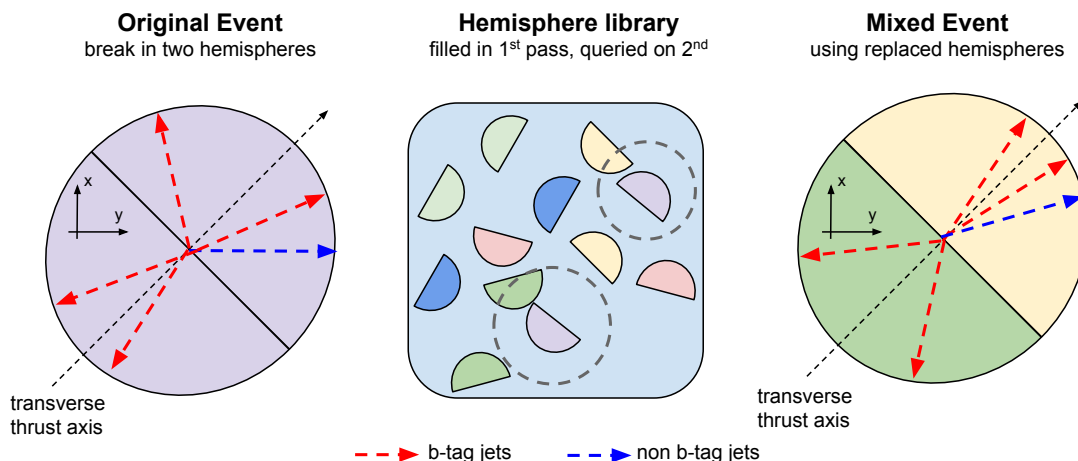 Original Event
break in two hemispheres
Hemisphere library
filled in 1st pass, queried on 2nd
Mixed Event
using replaced hemispheres
x
y
x
y
transverse
thrust axis
transverse
thrust axis
b-tag jets
non b-tag jets